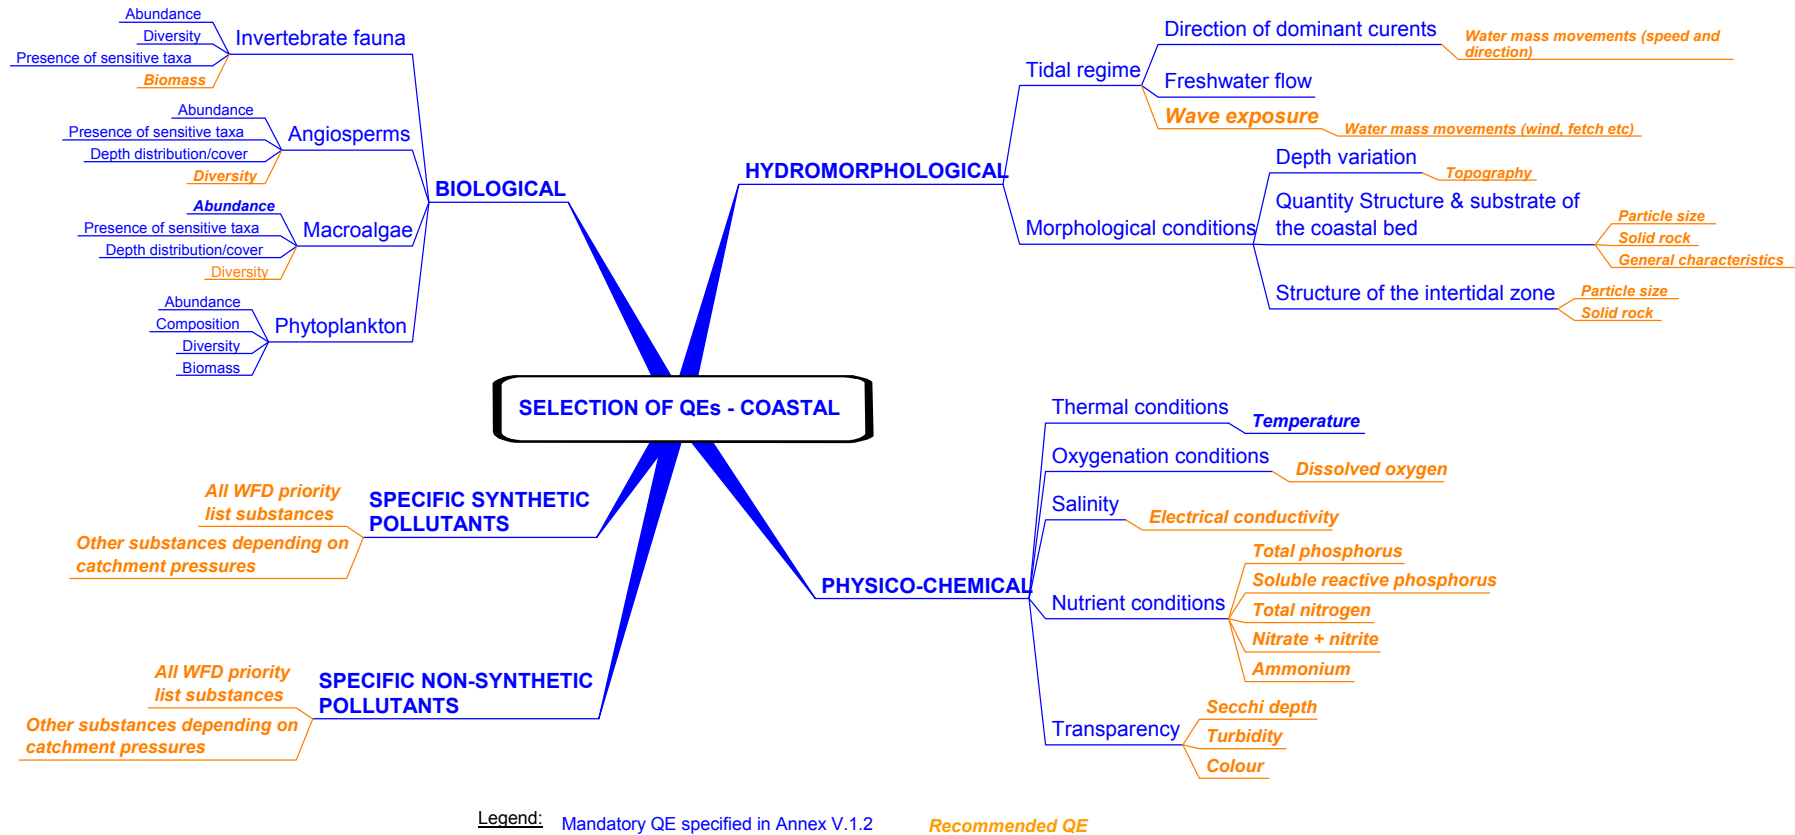 SELECTION OF QEs - COASTAL
BIOLOGICAL
Invertebrate fauna
Abundance
Diversity
Presence of sensitive taxa
Biomass
Angiosperms
Abundance
Presence of sensitive taxa
Depth distribution/cover
Diversity
Macroalgae
Abundance
Presence of sensitive taxa
Depth distribution/cover
Diversity
Phytoplankton
Abundance
Composition
Diversity
Biomass
HYDROMORPHOLOGICAL
Tidal regime
Direction of dominant curents
Water mass movements (speed and
direction)
Freshwater flow
Wave exposure
Water mass movements (wind, fetch etc)
Morphological conditions
Depth variation
Topography
Quantity Structure & substrate of
the coastal bed
Particle size
Solid rock
General characteristics
Structure of the intertidal zone
Particle size
Solid rock
SPECIFIC SYNTHETIC
POLLUTANTS
All WFD priority
list substances
Other substances depending on
catchment pressures
SPECIFIC NON-SYNTHETIC
POLLUTANTS
All WFD priority
list substances
Other substances depending on
catchment pressures
PHYSICO-CHEMICAL
Thermal conditions
Temperature
Oxygenation conditions
Dissolved oxygen
Salinity
Electrical conductivity
Nutrient conditions
Total phosphorus
Soluble reactive phosphorus
Total nitrogen
Nitrate + nitrite
Ammonium
Transparency
Secchi depth
Turbidity
Colour
Legend: Mandatory QE specified in Annex V.1.2 Recommended QE